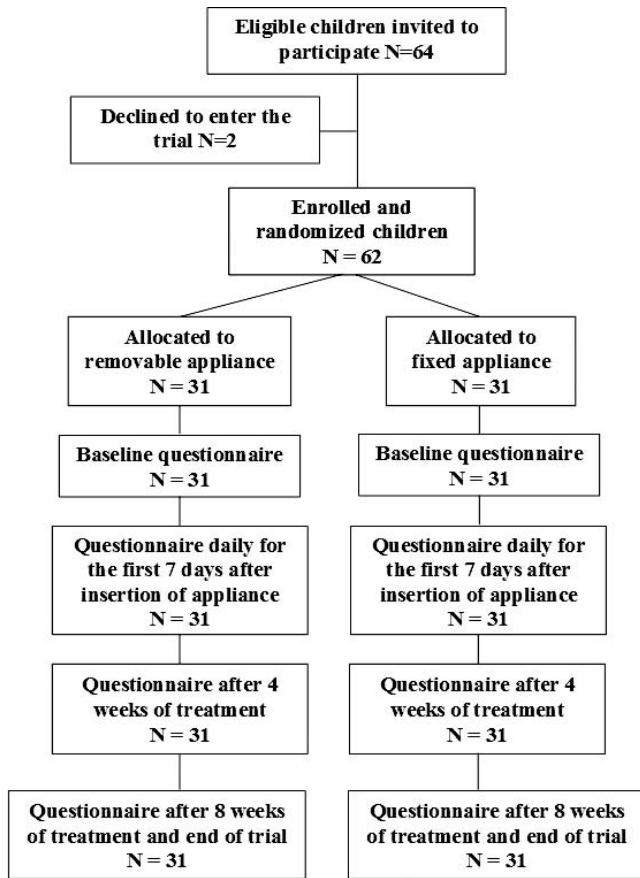 Eligible children invited to
participate N=64
Declined to enter the
trial N=2
Enrolled and
randomized children
N = 62
Allocated to
removable appliance
N = 31
Allocated to
fixed appliance
N = 31
Baseline questionnaire
N = 31
Baseline questionnaire
N = 31
Questionnaire daily for
the first 7 days after
insertion of appliance
N = 31
Questionnaire daily for
the first 7 days after
insertion of appliance
N = 31
Questionnaire after 4
weeks of treatment
N = 31
Questionnaire after 4
weeks of treatment
N = 31
Questionnaire after 8 weeks
of treatment and end of trial
N = 31
Questionnaire after 8 weeks
of treatment and end of trial
N = 31